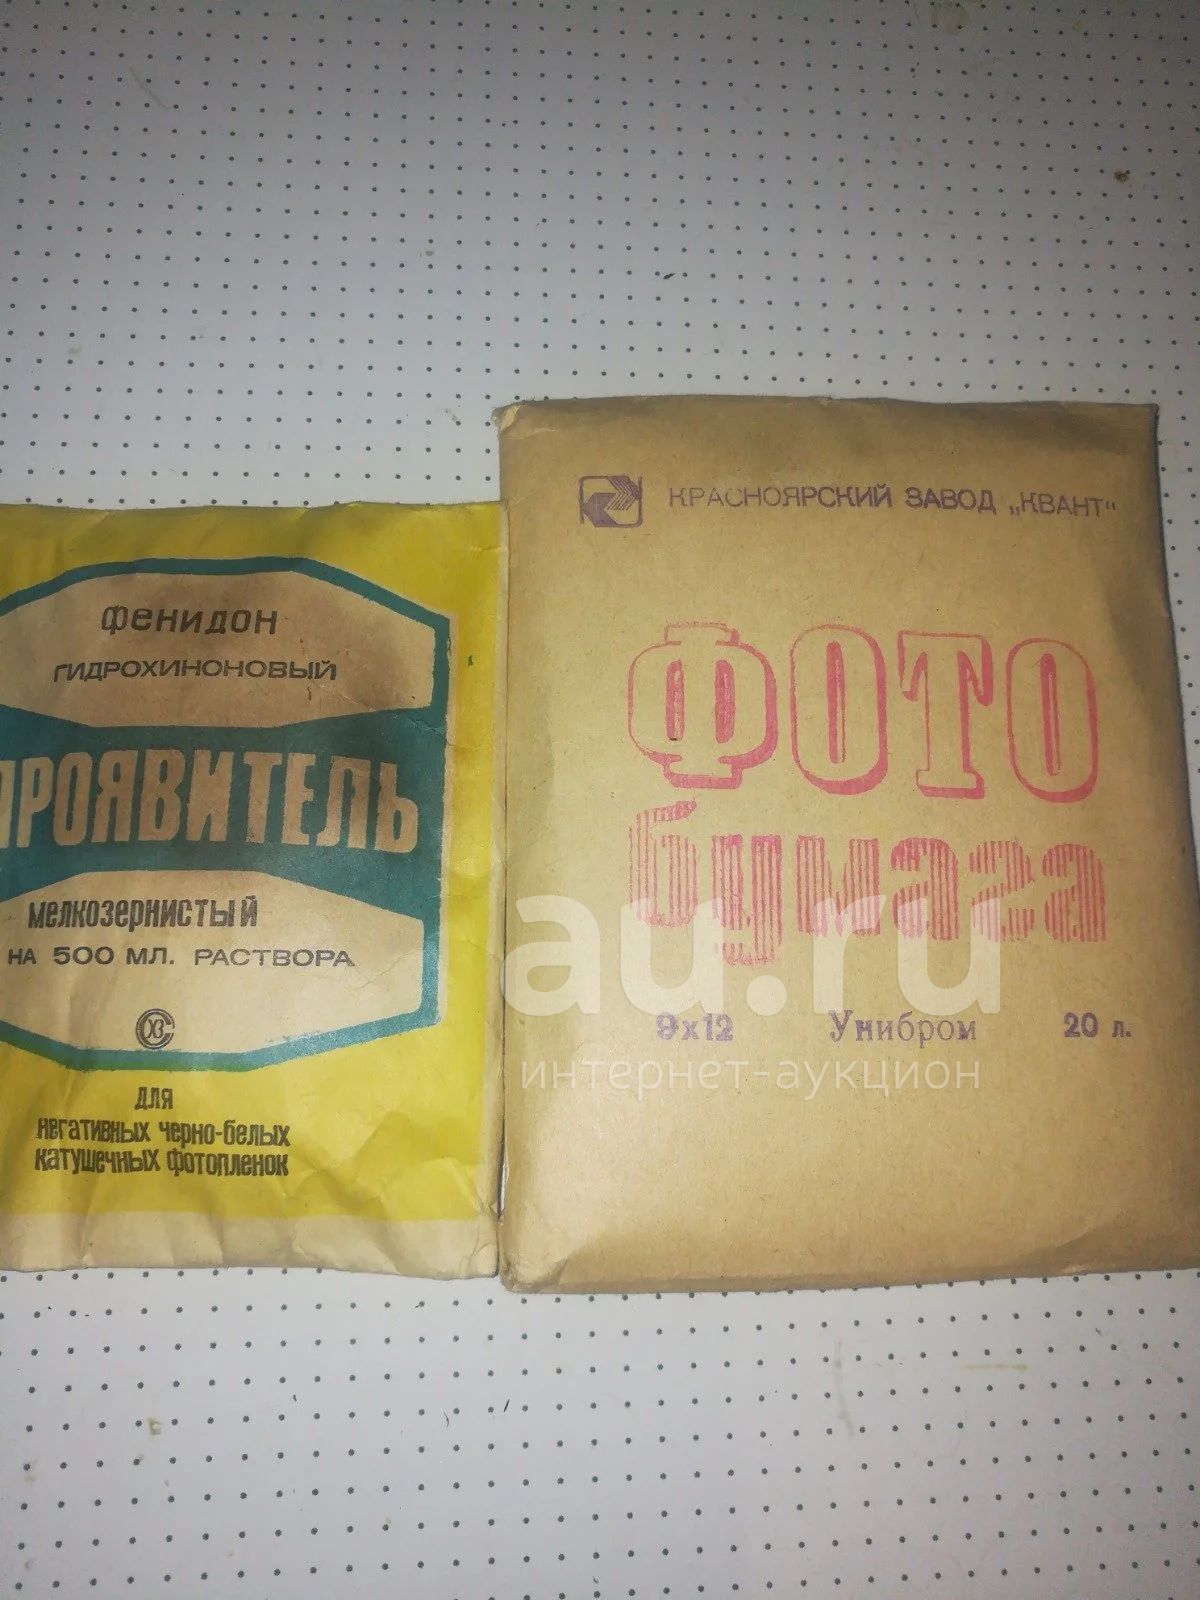 фенидон
гидрохиноновый
ПРОЯВИТЕЛЬ
мелкозернистый
на 500 мл. раствора
для
негативных черно-белых
катушечных фотопленок
КРАСНОЯРСКИЙ ЗАВОД „КВАНТ"
ФОТО
бумага
9х12 Унибром 20 л.
au.ru
интернет-аукцион